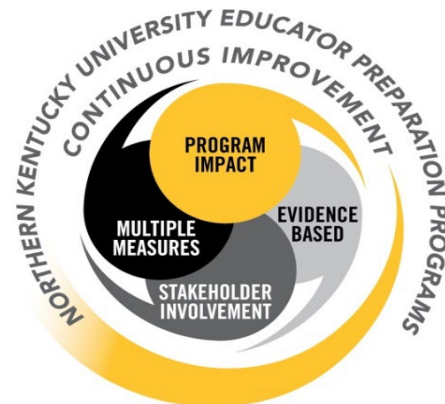 NORTHERN KENTUCKY UNIVERSITY EDUCATOR PREPARATION PROGRAMS
CONTINUOUS IMPROVEMENT
PROGRAM
IMPACT
MULTIPLE
MEASURES
EVIDENCE
BASED
STAKEHOLDER
INVOLVEMENT